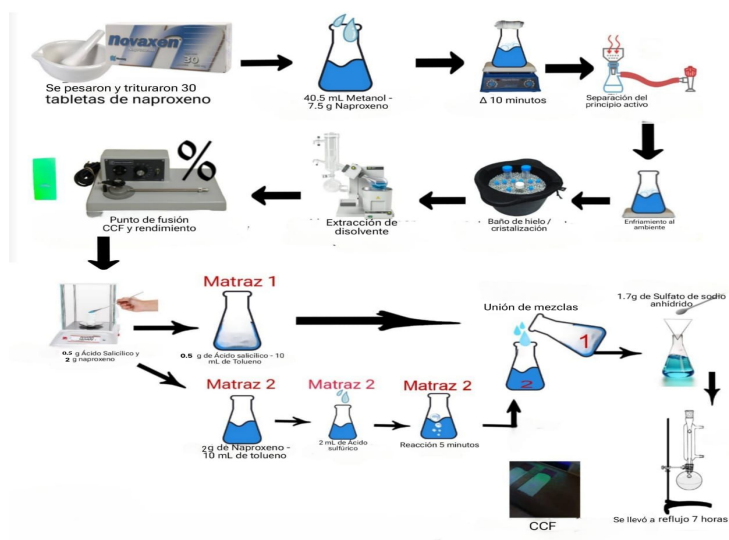 Novaxen
30
Se pesaron y trituraron 30
tabletas de naproxeno
40.5 mL Metanol -
7.5 g Naproxeno
Δ 10 minutos
Separación del
principio activo
Enfriamiento al
ambiente
Baño de hielo /
cristalización
Extracción de
disolvente
%
Punto de fusión
CCF y rendimiento
0.5 g Ácido Salicílico y
2 g naproxeno
Matraz 1
0.5 g de Ácido salicílico - 10
mL de Tolueno
Matraz 2
2g de Naproxeno -
10 mL de tolueno
Matraz 2
2 mL de Ácido
sulfúrico
Matraz 2
Reacción 5 minutos
Unión de mezclas
1
2
1.7g de Sulfato de sodio
anhidrido
Se llevó a reflujo 7 horas
CCF